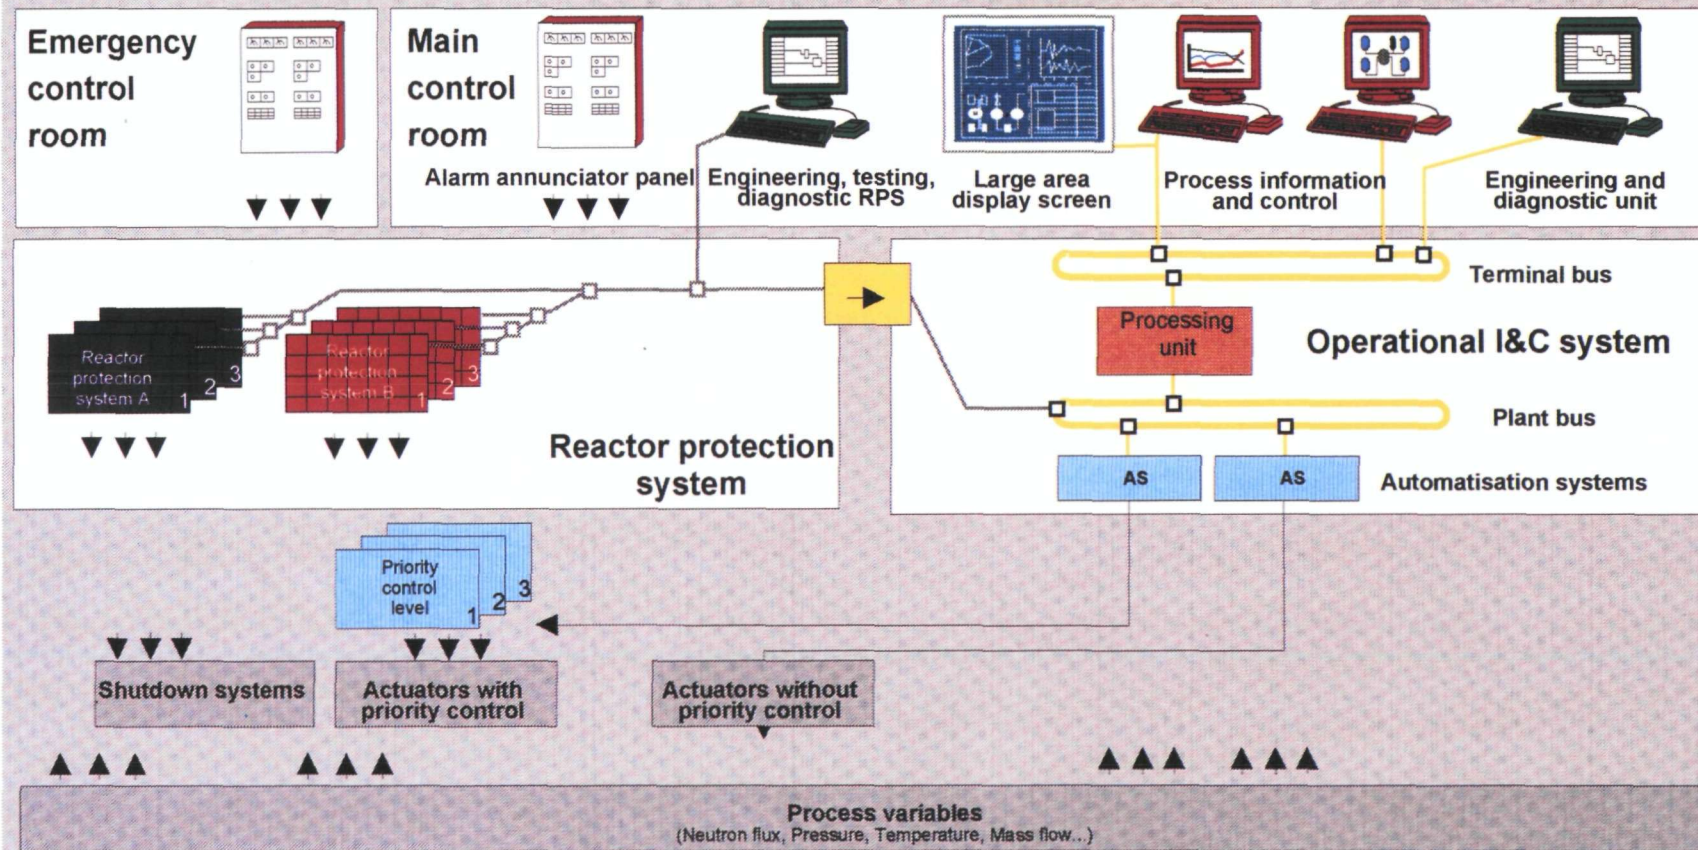 Emergency
control
room
Main
control
room
Alarm annunciator panel
Engineering, testing,
diagnostic RPS
Large area
display screen
Process information
and control
Engineering and
diagnostic unit
Terminal bus
Processing
unit
Operational I&C system
Plant bus
AS
AS
Automatisation systems
Reactor
protection
system A
1
2
3
Reactor
protection
system B
1
2
3
Reactor protection
system
Priority
control
level
1
2
3
Shutdown systems
Actuators with
priority control
Actuators without
priority control
Process variables
(Neutron flux, Pressure, Temperature, Mass flow...)